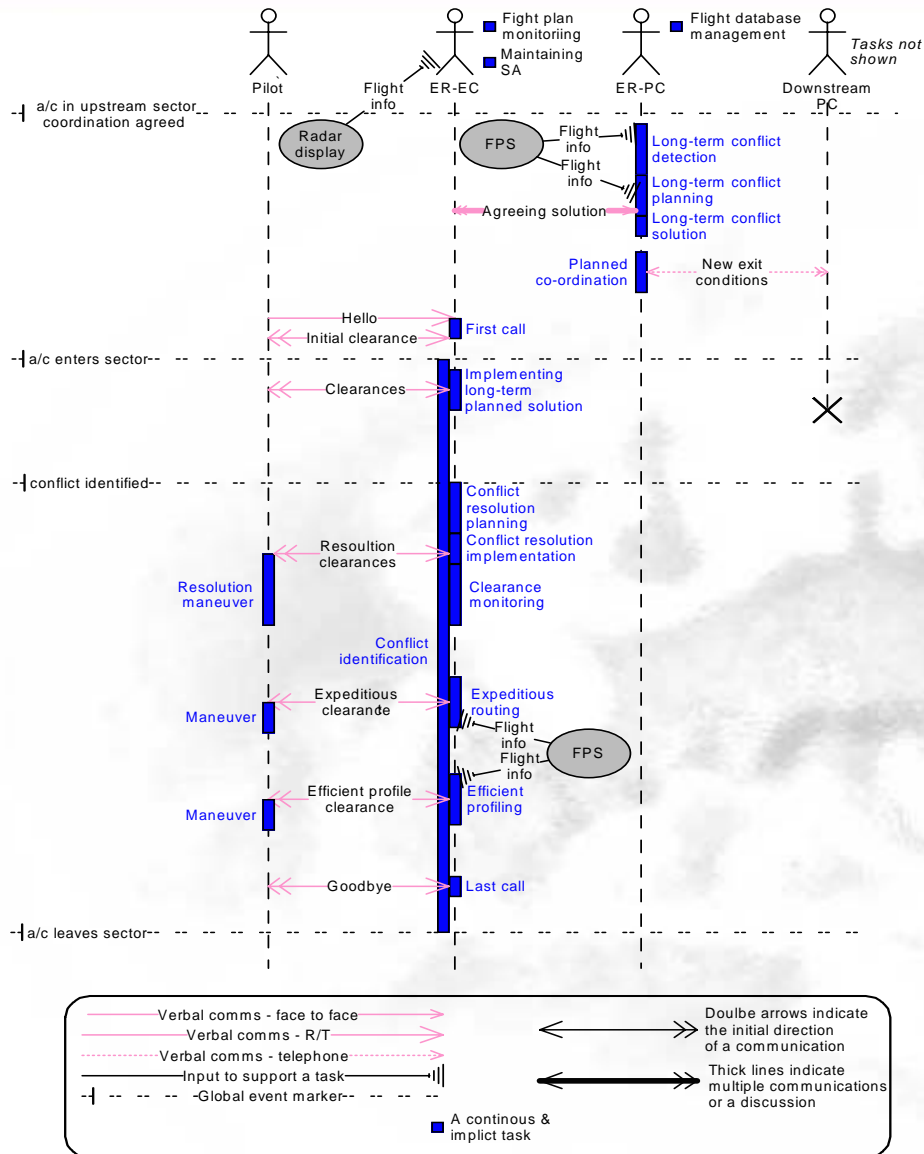 Fight plan
monitoriing
Maintaining
SA
Flight database
management
Tasks not
shown
Pilot
Flight
info
ER-EC
ER-PC
Downstream
PC
a/c in upstream sector
coordination agreed
Radar
display
FPS
Flight
info
Flight
info
Long-term conflict
detection
Long-term conflict
planning
Agreeing solution
Long-term conflict
solution
Planned
co-ordination
New exit
conditions
Hello
First call
Initial clearance
a/c enters sector
Clearances
Implementing
long-term
planned solution
conflict identified
Conflict
resolution
planning
Resoultion
clearances
Conflict resolution
implementation
Resolution
maneuver
Clearance
monitoring
Conflict
identification
Expeditious
clearance
Expeditious
routing
Maneuver
Flight
info
Flight
info
FPS
Efficient profile
clearance
Efficient
profiling
Maneuver
Goodbye
Last call
a/c leaves sector
Verbal comms - face to face
Verbal comms - R/T
Verbal comms - telephone
Input to support a task
Global event marker
Doulbe arrows indicate
the initial direction
of a communication
Thick lines indicate
multiple communications
or a discussion
A continous &
implict task